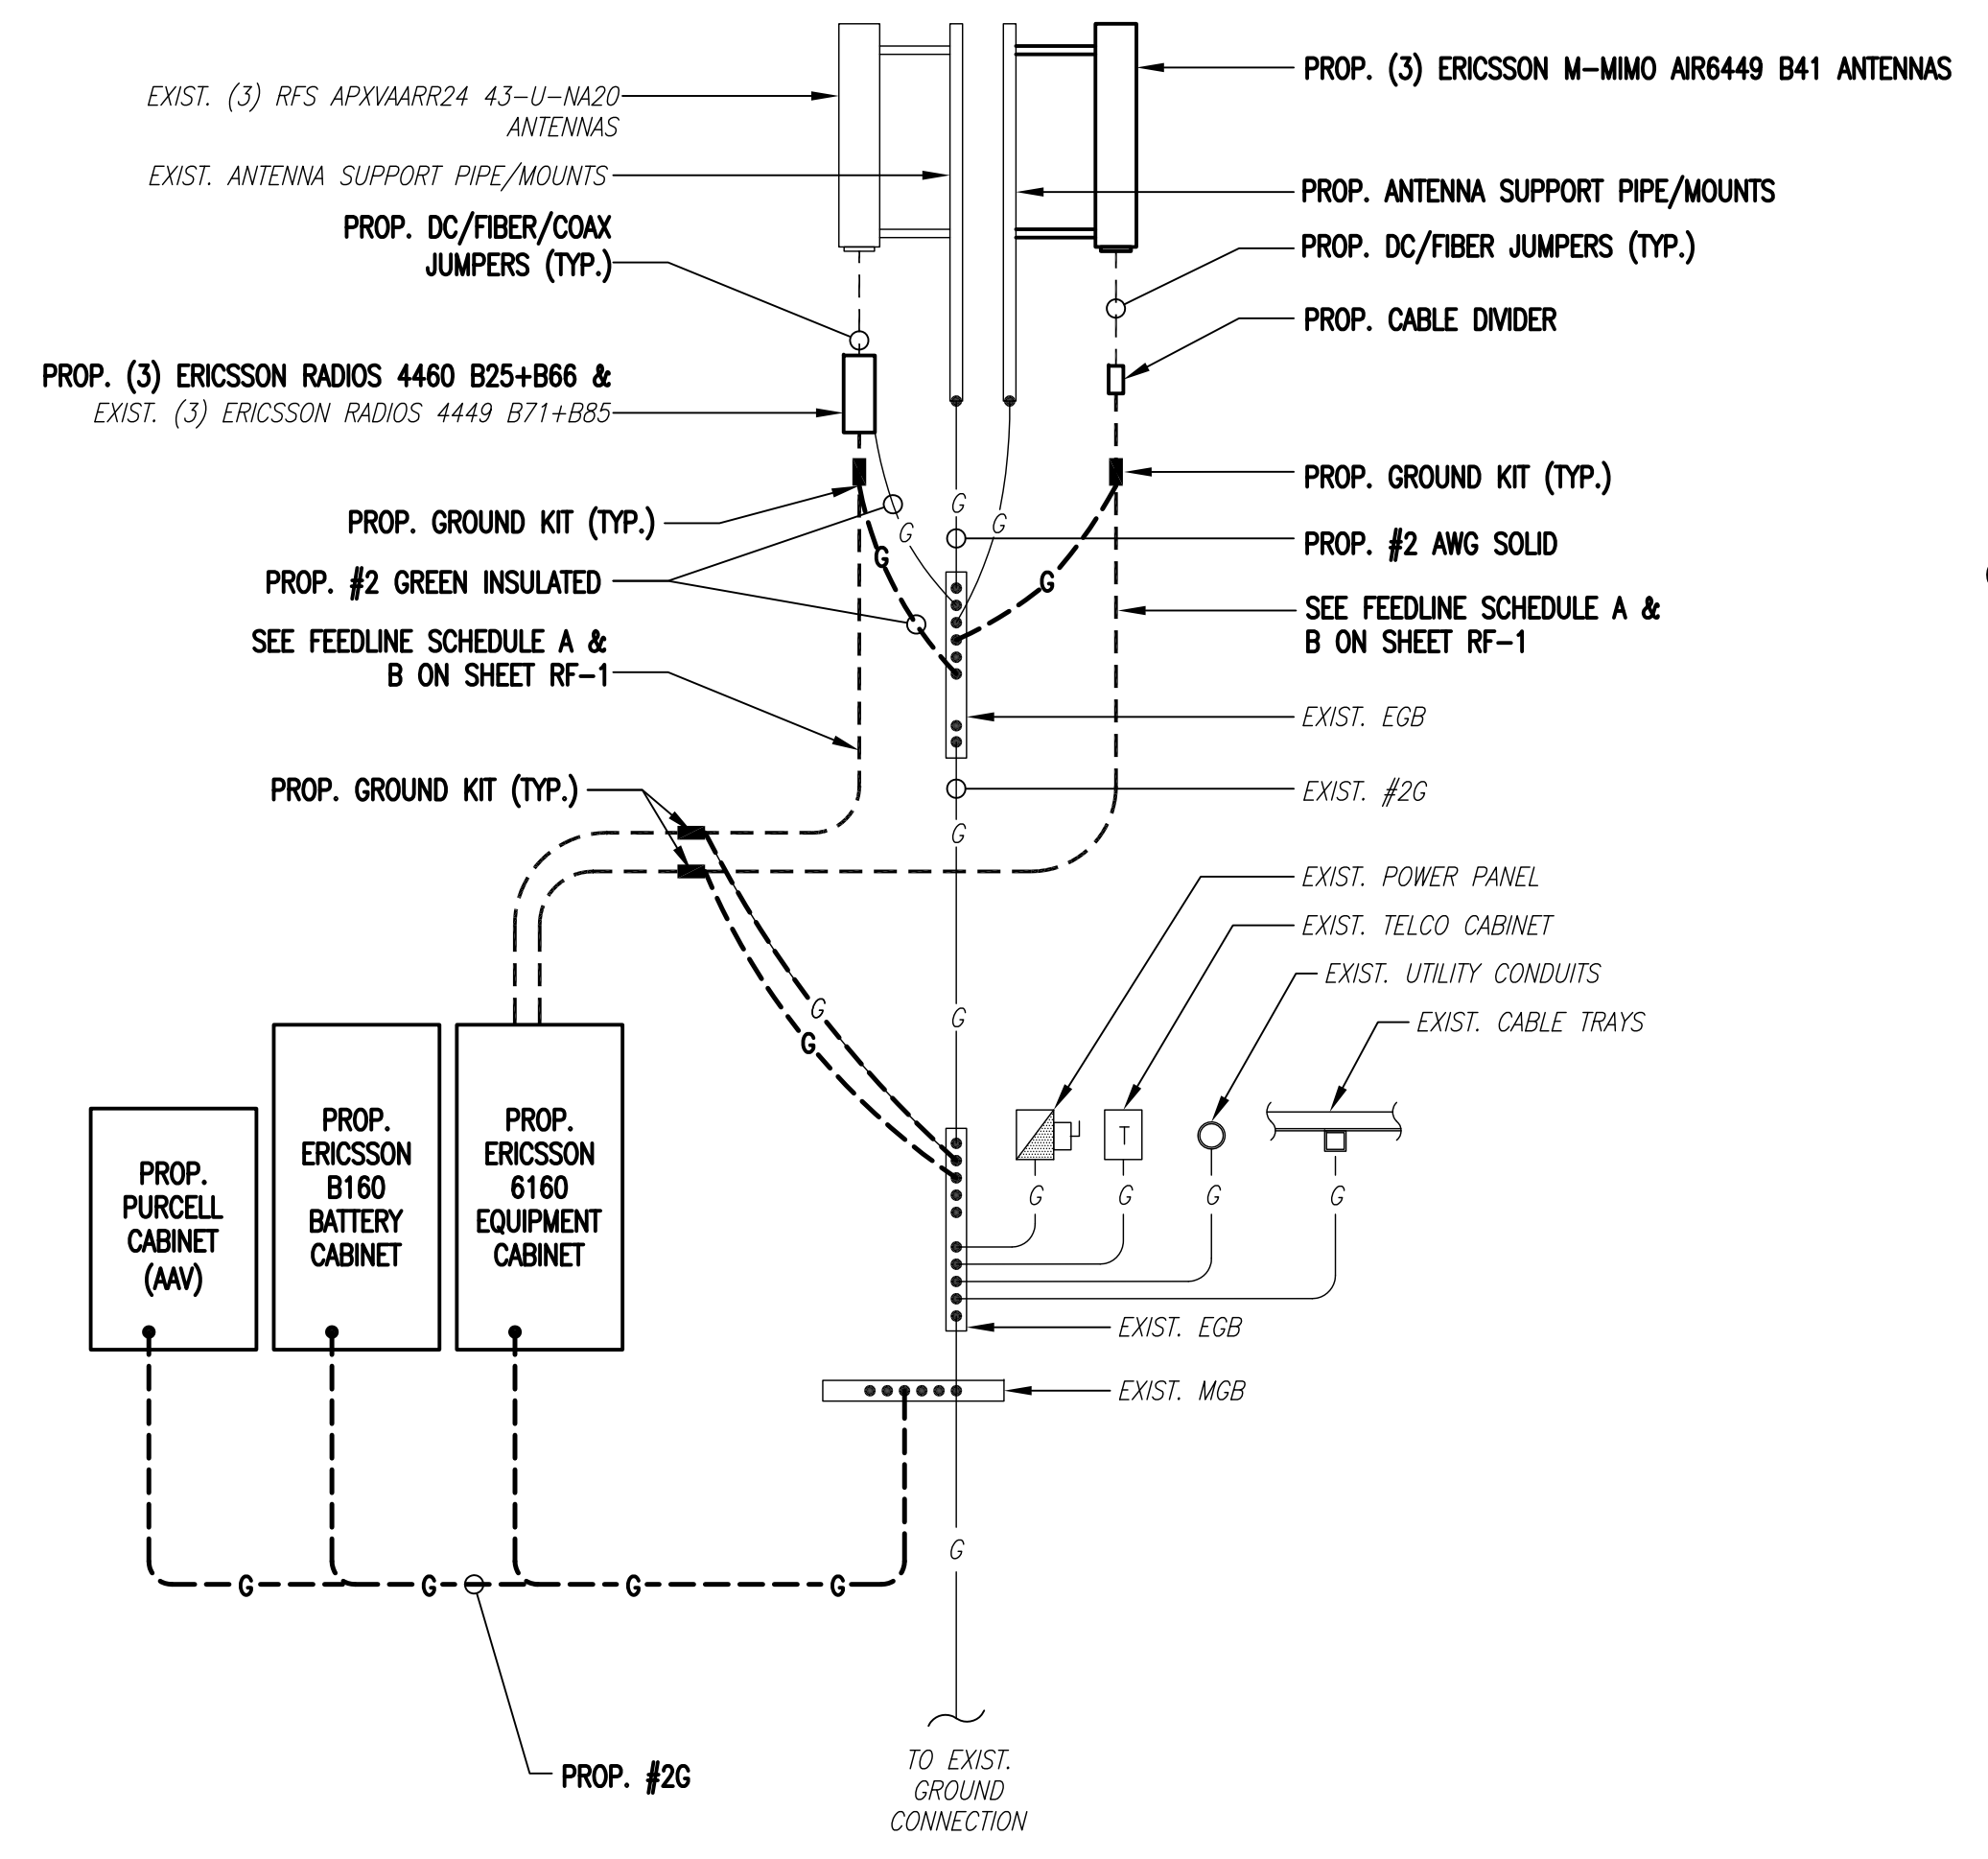 EXIST. (3) RFS APXVAARR24 43-U-NA20
ANTENNAS
EXIST. ANTENNA SUPPORT PIPE/MOUNTS
PROP. DC/FIBER/COAX
JUMPERS (TYP.)
PROP. (3) ERICSSON RADIOS 4460 B25+B66 &
EXIST. (3) ERICSSON RADIOS 4449 B71+B85
PROP. GROUND KIT (TYP.)
PROP. #2 GREEN INSULATED
SEE FEEDLINE SCHEDULE A &
B ON SHEET RF-1
PROP. GROUND KIT (TYP.)
PROP. (3) ERICSSON M-MIMO AIR6449 B41 ANTENNAS
PROP. ANTENNA SUPPORT PIPE/MOUNTS
PROP. DC/FIBER JUMPERS (TYP.)
PROP. CABLE DIVIDER
PROP. GROUND KIT (TYP.)
PROP. #2 AWG SOLID
SEE FEEDLINE SCHEDULE A &
B ON SHEET RF-1
EXIST. EGB
EXIST. #2G
EXIST. POWER PANEL
EXIST. TELCO CABINET
EXIST. UTILITY CONDUITS
EXIST. CABLE TRAYS
G
G
G
G
G
G
G
G
G
T
G
G
G
G
PROP.
PURCELL
CABINET
(AAV)
PROP.
ERICSSON
B160
BATTERY
CABINET
PROP.
ERICSSON
6160
EQUIPMENT
CABINET
EXIST. EGB
EXIST. MGB
G
G
G
G
G
PROP. #2G
TO EXIST.
GROUND
CONNECTION